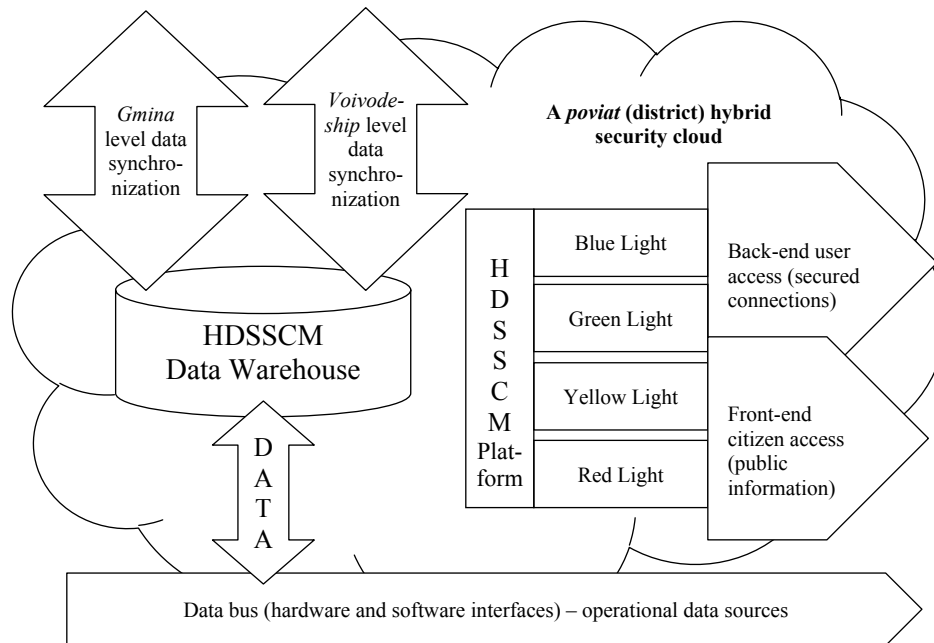 Gmina
level data
synchro-
nization
Voivode-
ship level
data
synchro-
nization
A poviat (district) hybrid
security cloud
HDSSCM
Data Warehouse
D
A
T
A
H
D
S
S
C
M
Plat-
form
Blue Light
Green Light
Yellow Light
Red Light
Back-end user
access (secured
connections)
Front-end
citizen access
(public
information)
Data bus (hardware and software interfaces) – operational data sources